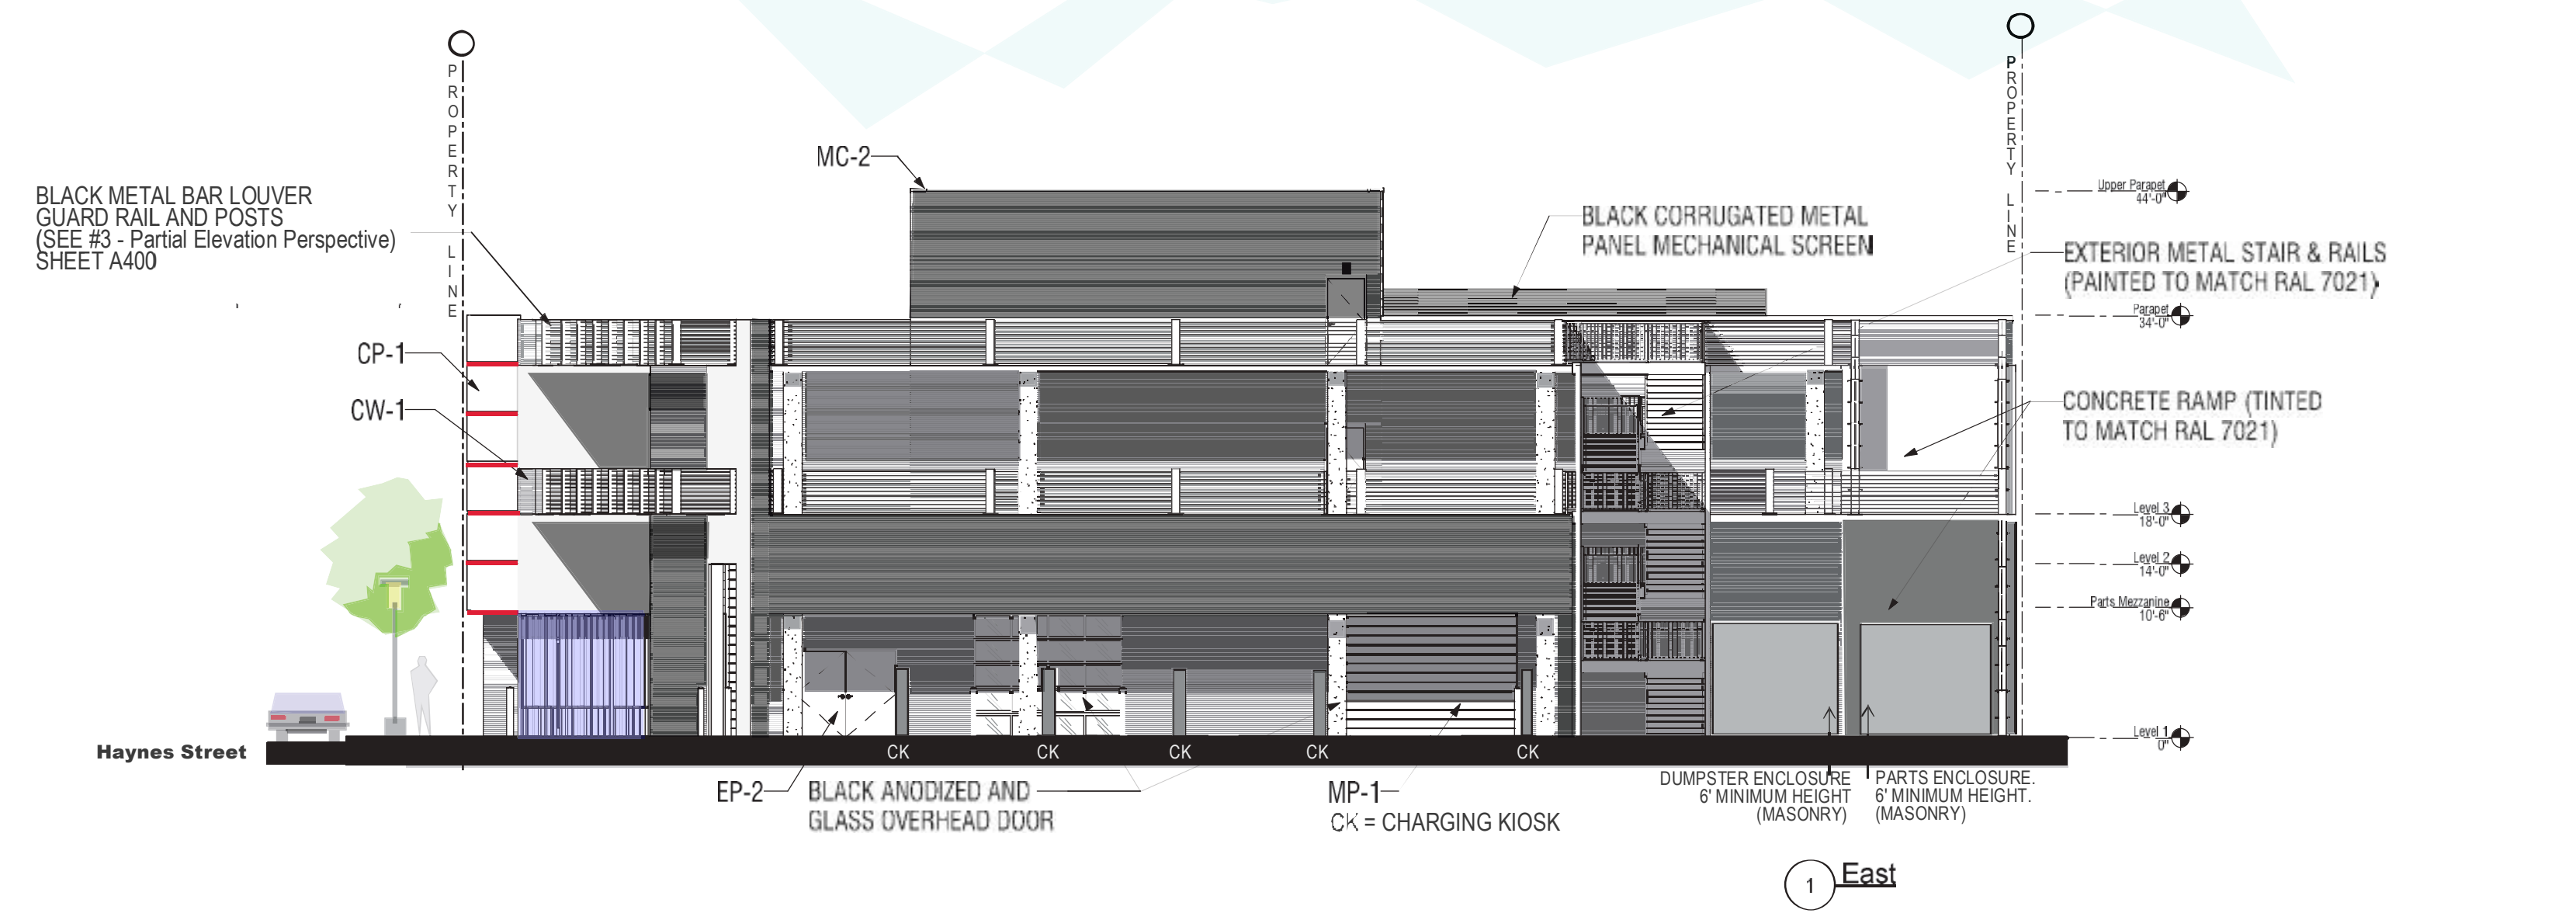 PROPERTY LINE
PROPERTY LINE
MC-2
BLACK METAL BAR LOUVER
GUARD RAIL AND POSTS
(SEE #3 - Partial Elevation Perspective)
SHEET A400
Upper Parapet
44'-0"
BLACK CORRUGATED METAL
PANEL MECHANICAL SCREEN
EXTERIOR METAL STAIR & RAILS
(PAINTED TO MATCH RAL 7021)
Parapet
34'-0"
CP-1
CW-1
CONCRETE RAMP (TINTED
TO MATCH RAL 7021)
Level 3
18'-0"
Level 2
14'-0"
Parts Mezzanine
10'-6"
Level 1
0"
Haynes Street
CK
CK
CK
CK
CK
EP-2
BLACK ANODIZED AND
GLASS OVERHEAD DOOR
MP-1
CK = CHARGING KIOSK
DUMPSTER ENCLOSURE
6' MINIMUM HEIGHT
(MASONRY)
PARTS ENCLOSURE.
6' MINIMUM HEIGHT.
(MASONRY)
1
East